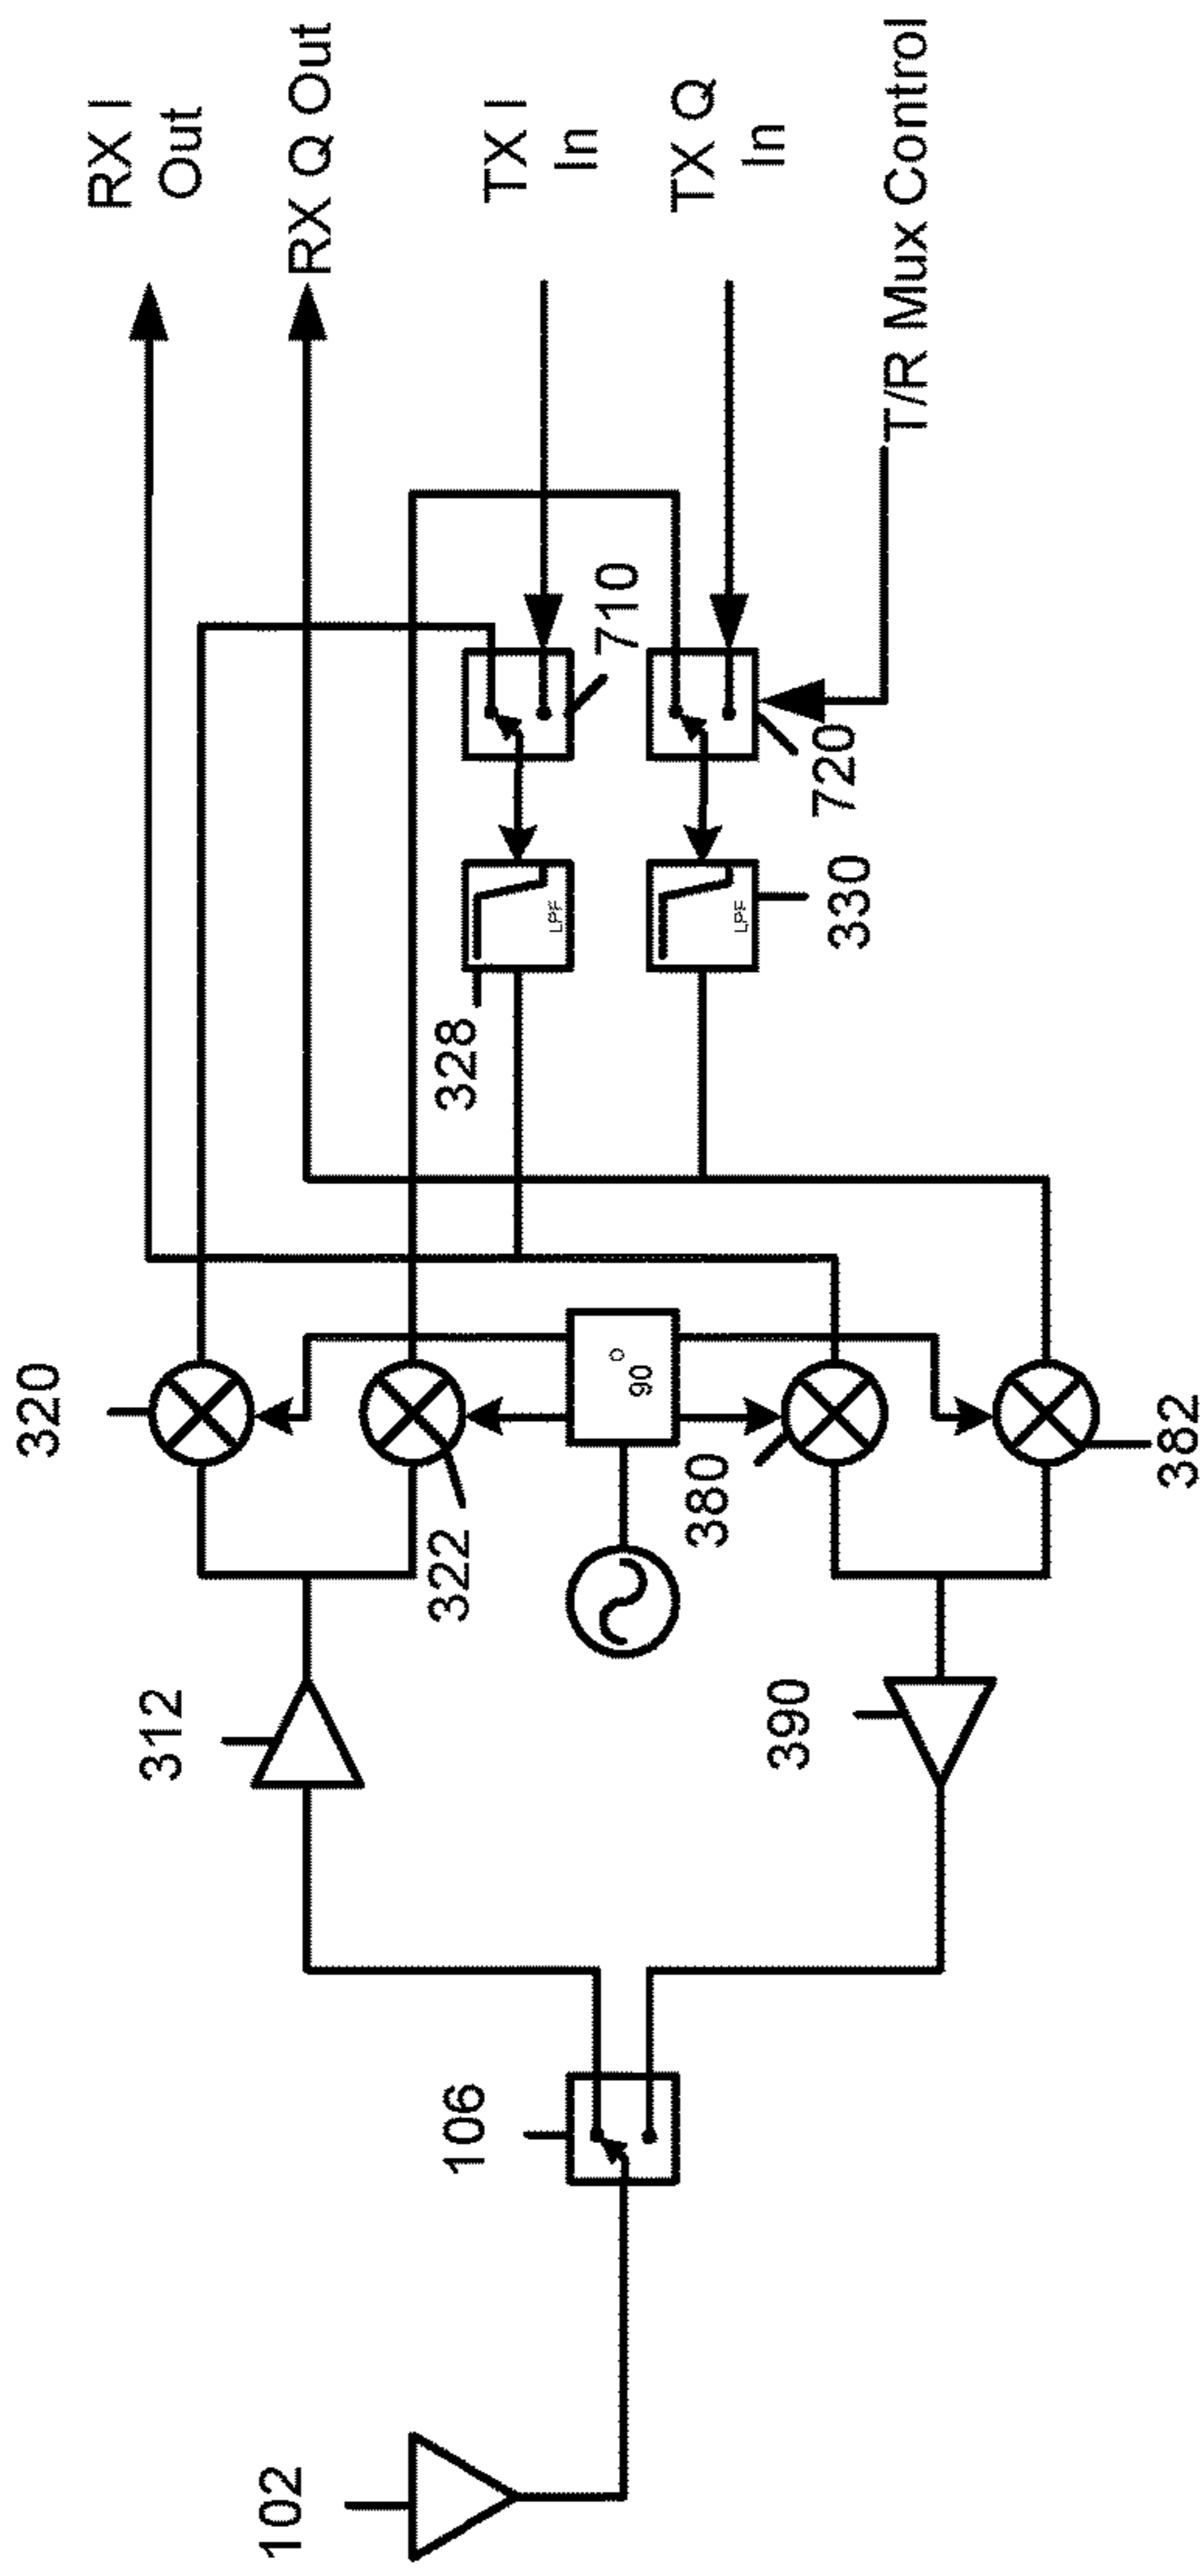 RX I
Out
RX Q Out
TX I
In
TX Q
In
T/R Mux Control
710
720
LPF
328
LPF
330
320
322
90°
380
382
312
390
106
102